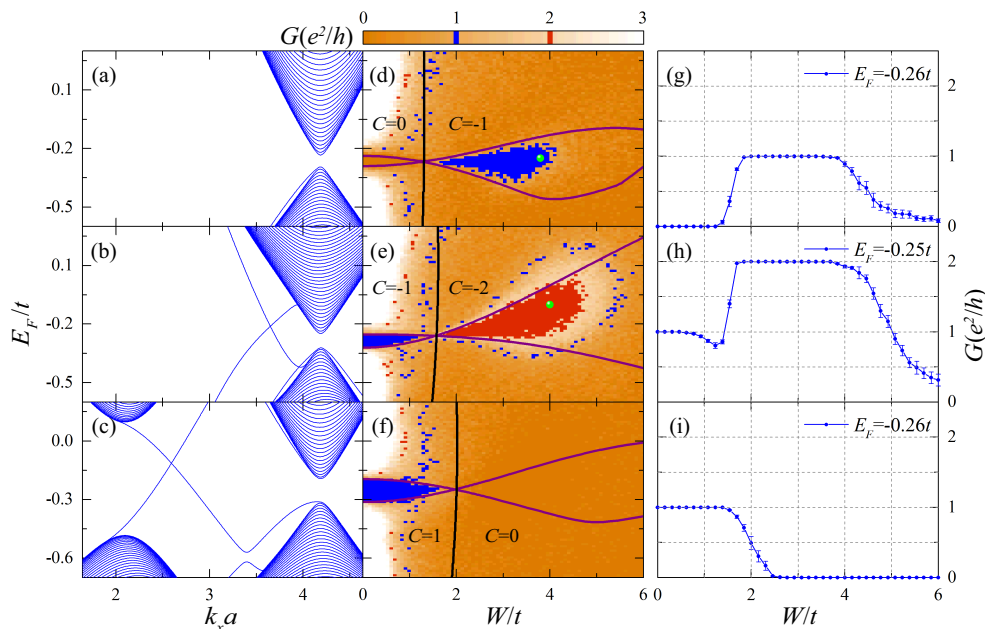 G(e²/h) 0 1 2 3
(a) (d) (g) E_F=-0.26t
0.1 -0.2 -0.5
C=0 C=-1
2 1 0
(b) (e) (h) E_F=-0.25t
0.1 -0.2 -0.5
C=-1 C=-2
2 1 0
E_F/t
G(e²/h)
(c) (f) (i) E_F=-0.26t
0.0 -0.3 -0.6
C=1 C=0
2 1 0
2 3 4 0 2 4 6 0 2 4 6
k_xa W/t W/t